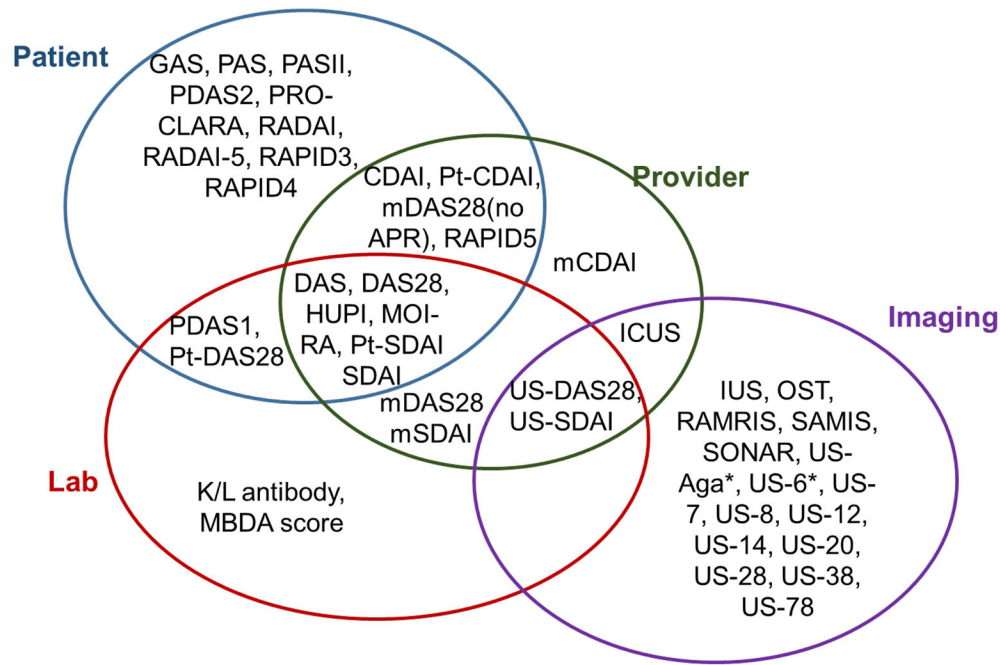 Patient
GAS, PAS, PASII,
PDAS2, PRO-
CLARA, RADAI,
RADAI-5, RAPID3,
RAPID4
CDAI, Pt-CDAI,
mDAS28(no
APR), RAPID5
Provider
mCDAI
DAS, DAS28,
HUPI, MOI-
RA, Pt-SDAI
SDAI
PDAS1,
Pt-DAS28
Imaging
ICUS
mDAS28
mSDAI
US-DAS28,
US-SDAI
IUS, OST,
RAMRIS, SAMIS,
SONAR, US-
Aga*, US-6*, US-
7, US-8, US-12,
US-14, US-20,
US-28, US-38,
US-78
Lab
K/L antibody,
MBDA score